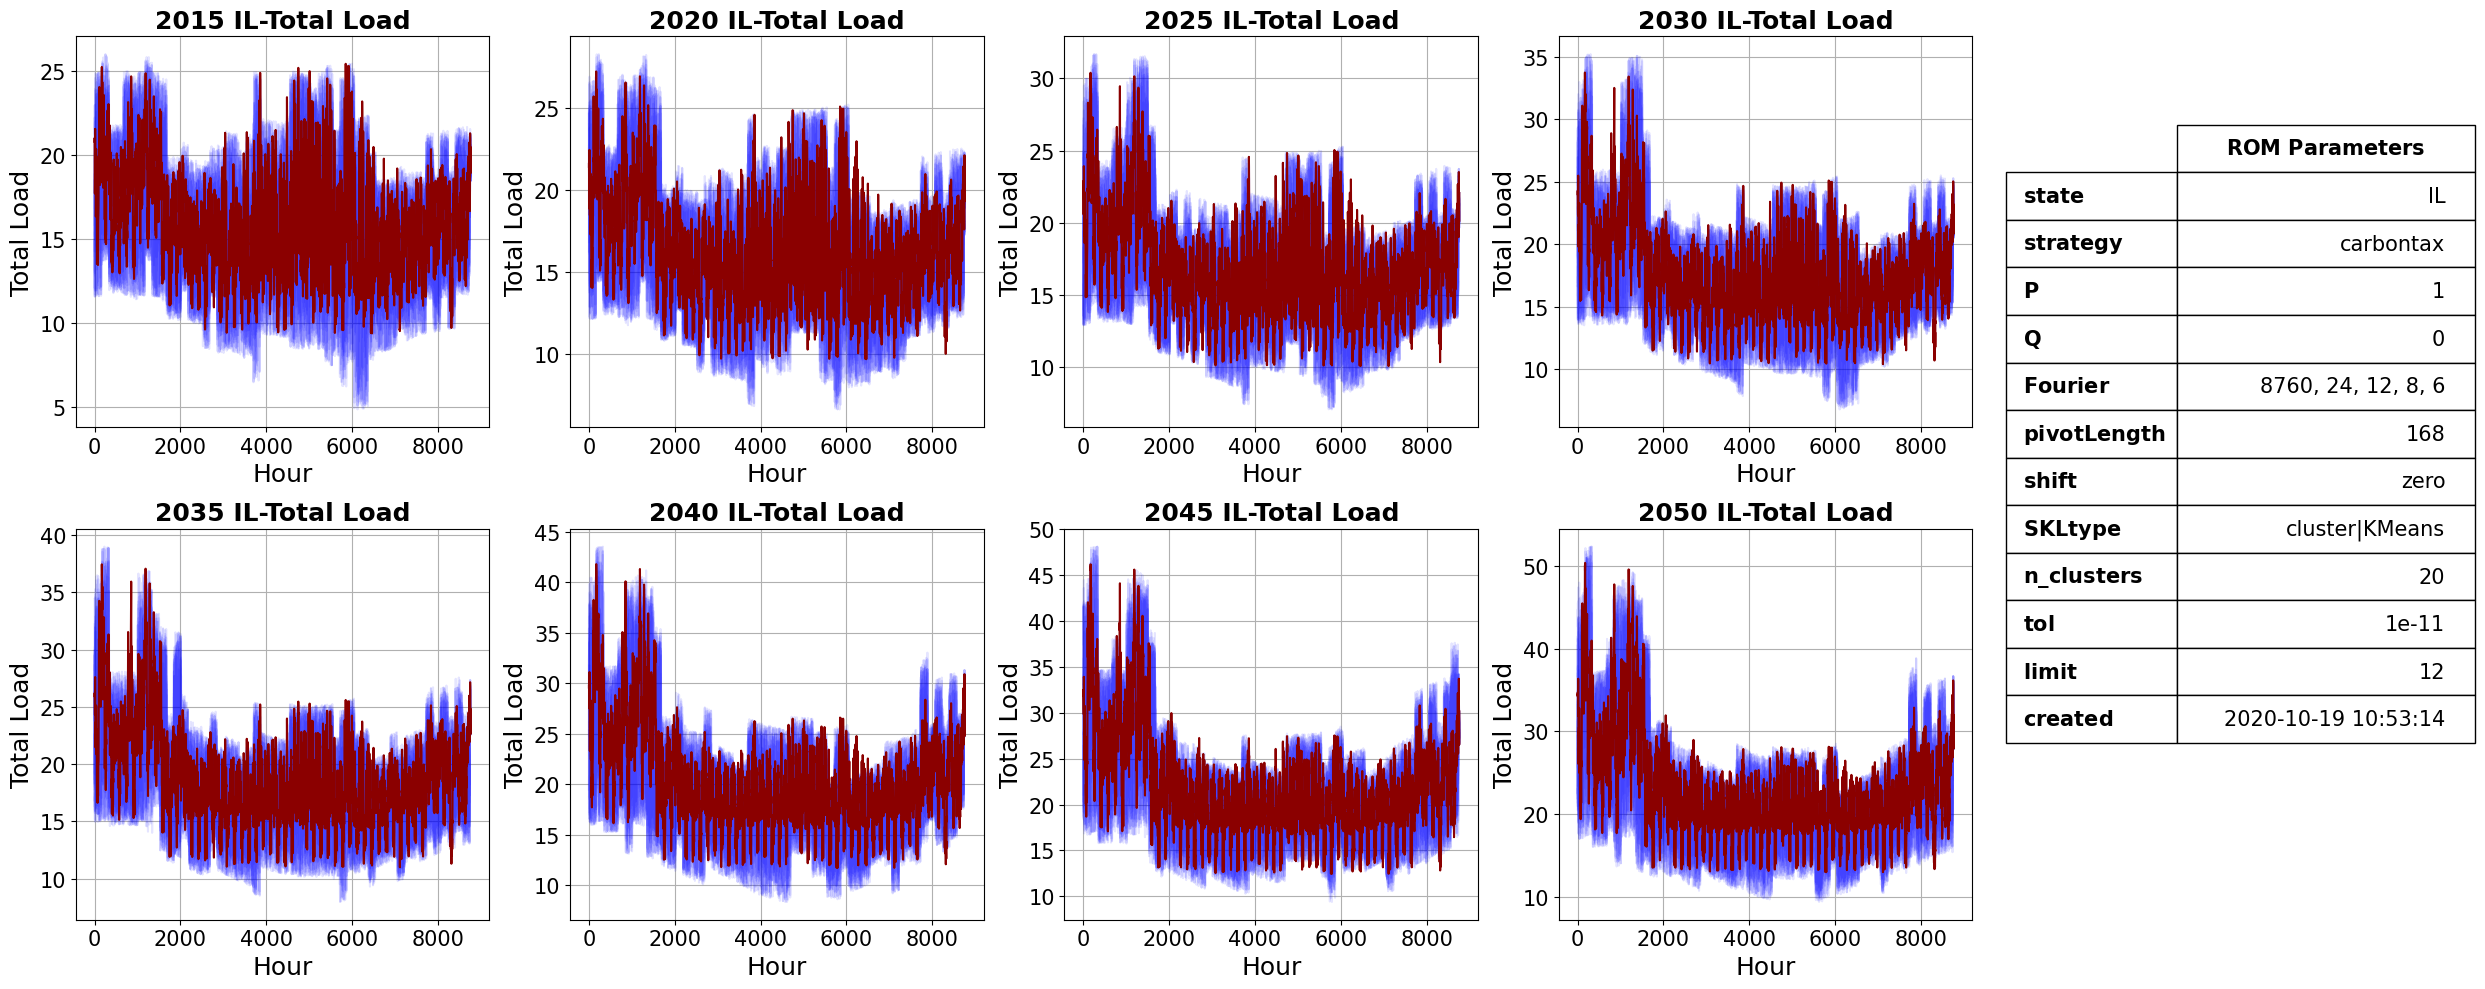 2015 IL-Total Load
Total Load
25
20
15
10
5
0 2000 4000 6000 8000
Hour
2020 IL-Total Load
Total Load
25
20
15
10
0 2000 4000 6000 8000
Hour
2025 IL-Total Load
Total Load
30
25
20
15
10
0 2000 4000 6000 8000
Hour
2030 IL-Total Load
Total Load
35
30
25
20
15
10
0 2000 4000 6000 8000
Hour
2035 IL-Total Load
Total Load
40
35
30
25
20
15
10
0 2000 4000 6000 8000
Hour
2040 IL-Total Load
Total Load
45
40
35
30
25
20
15
10
0 2000 4000 6000 8000
Hour
2045 IL-Total Load
Total Load
50
45
40
35
30
25
20
15
10
0 2000 4000 6000 8000
Hour
2050 IL-Total Load
Total Load
50
40
30
20
10
0 2000 4000 6000 8000
Hour
ROM Parameters
state IL
strategy carbontax
P 1
Q 0
Fourier 8760, 24, 12, 8, 6
pivotLength 168
shift zero
SKLtype cluster|KMeans
n_clusters 20
tol 1e-11
limit 12
created 2020-10-19 10:53:14